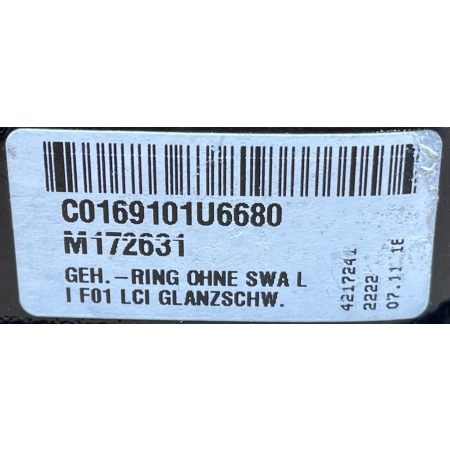 C0169101U6680
M172631
GEH.-RING OHNE SWA L
I F01 LCI GLANZSCHW.
4217241
2222
07.11.16